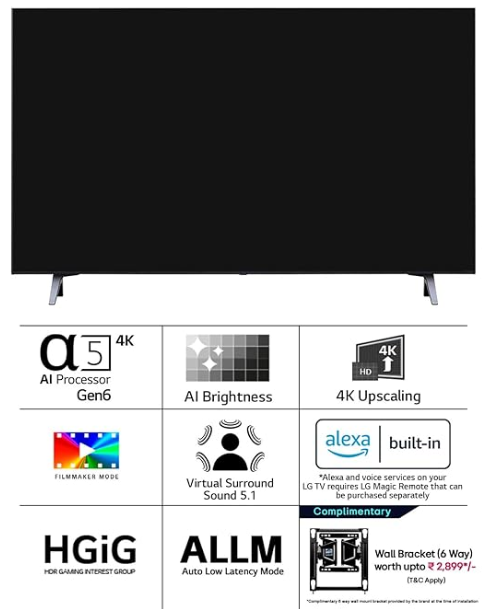 α5 4K
AI Processor
Gen6
AI Brightness
4K
HD
4K Upscaling
FILMMAKER MODE
Virtual Surround
Sound 5.1
alexa built-in
*Alexa and voice services on your
LG TV requires LG Magic Remote that can
be purchased separately
HGiG
HDR GAMING INTEREST GROUP
ALLM
Auto Low Latency Mode
Complimentary
Wall Bracket (6 Way)
worth upto ₹ 2,899*/-
(T&C Apply)
*Complimentary 6 way wall mount bracket provided by the brand at the time of installation